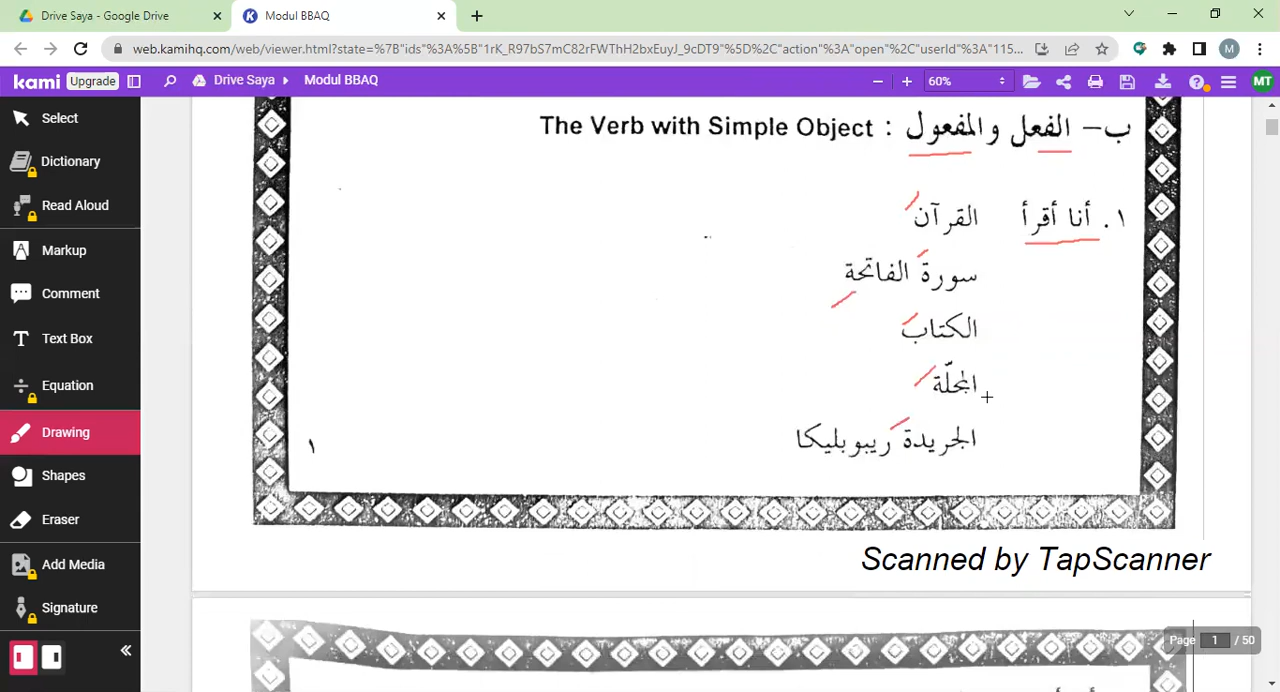 Drive Saya - Google Drive
Modul BBAQ
web.kamihq.com/web/viewer.html?state=%7B"ids"%3A%5B"1rK_R97bS7mC82rFWThH2bxEuyJ_9cDT9"%5D%2C"action"%3A"open"%2C"userId"%3A"115...
M
kami
Upgrade
Drive Saya
Modul BBAQ
60%
MT
Select
Dictionary
Read Aloud
Markup
Comment
Text Box
Equation
Drawing
Shapes
Eraser
Add Media
Signature
ب- الفعل والمفعول : The Verb with Simple Object
١. أنا أقرأ القرآن
سورة الفاتحة
الكتاب
المجلّة
الجريدة ريبوبليكا
١
Scanned by TapScanner
Page 1 / 50